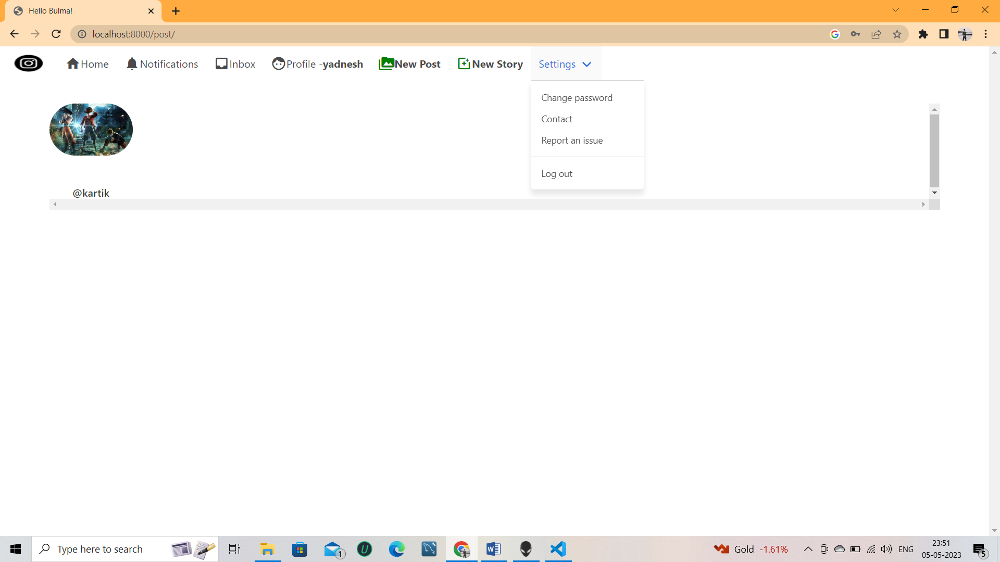 Hello Bulma!
localhost:8000/post/
Home Notifications Inbox Profile -yadnesh New Post New Story Settings
Change password
Contact
Report an issue
Log out
@kartik
Type here to search
1
Gold -1.61%
ENG
23:51
05-05-2023
5